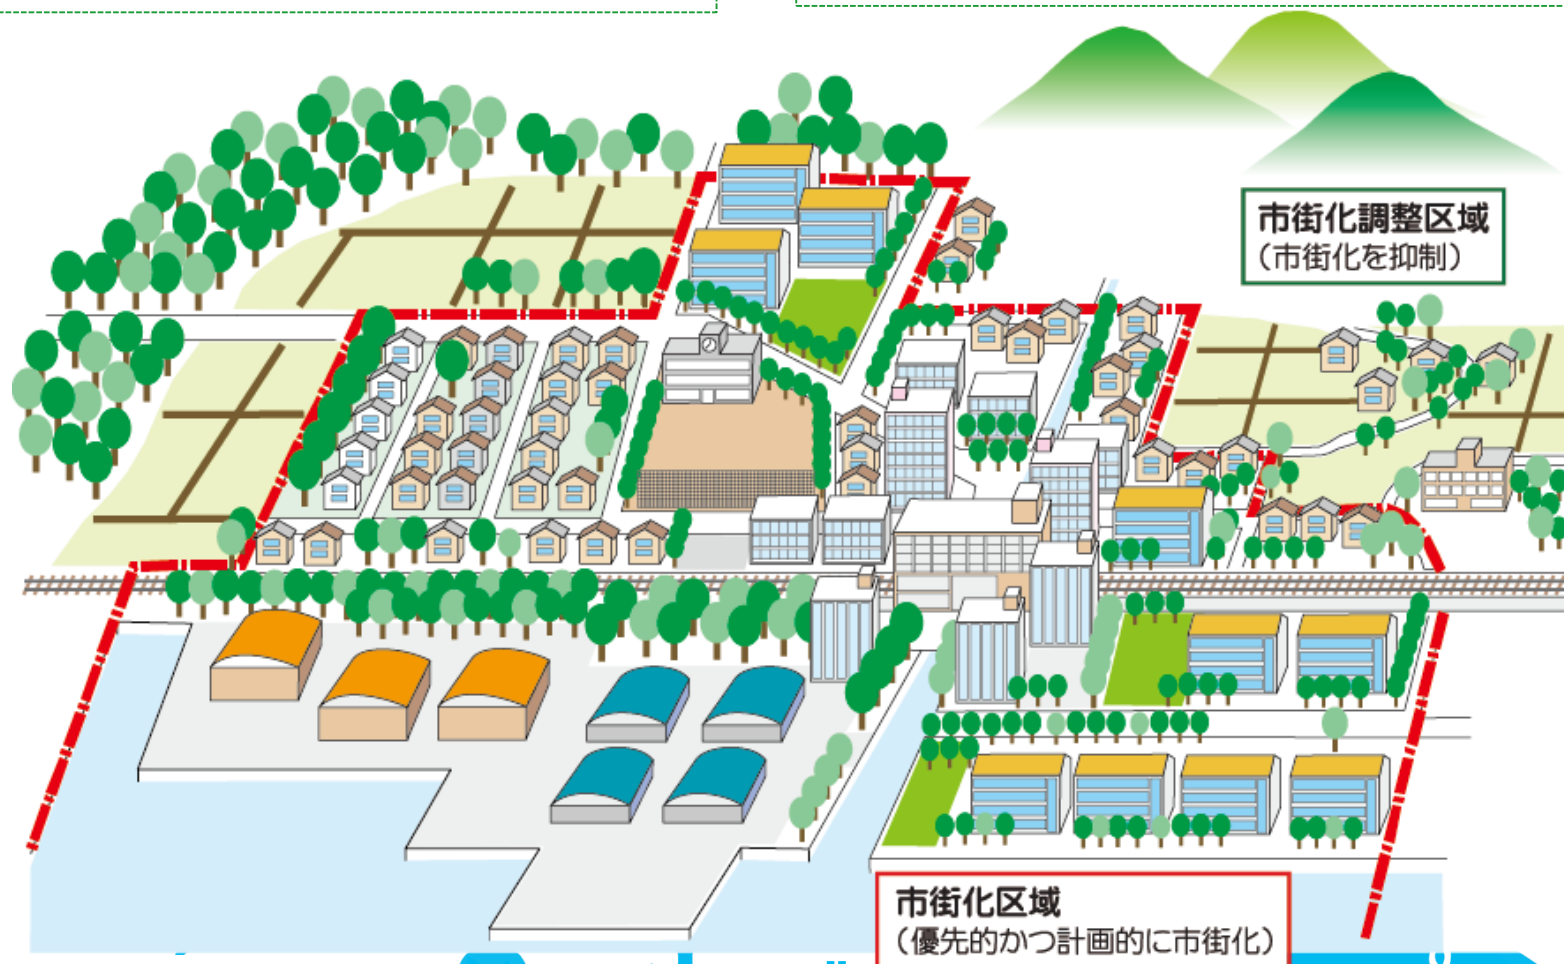 市街化調整区域
（市街化を抑制）
市街化区域
（優先的かつ計画的に市街化）